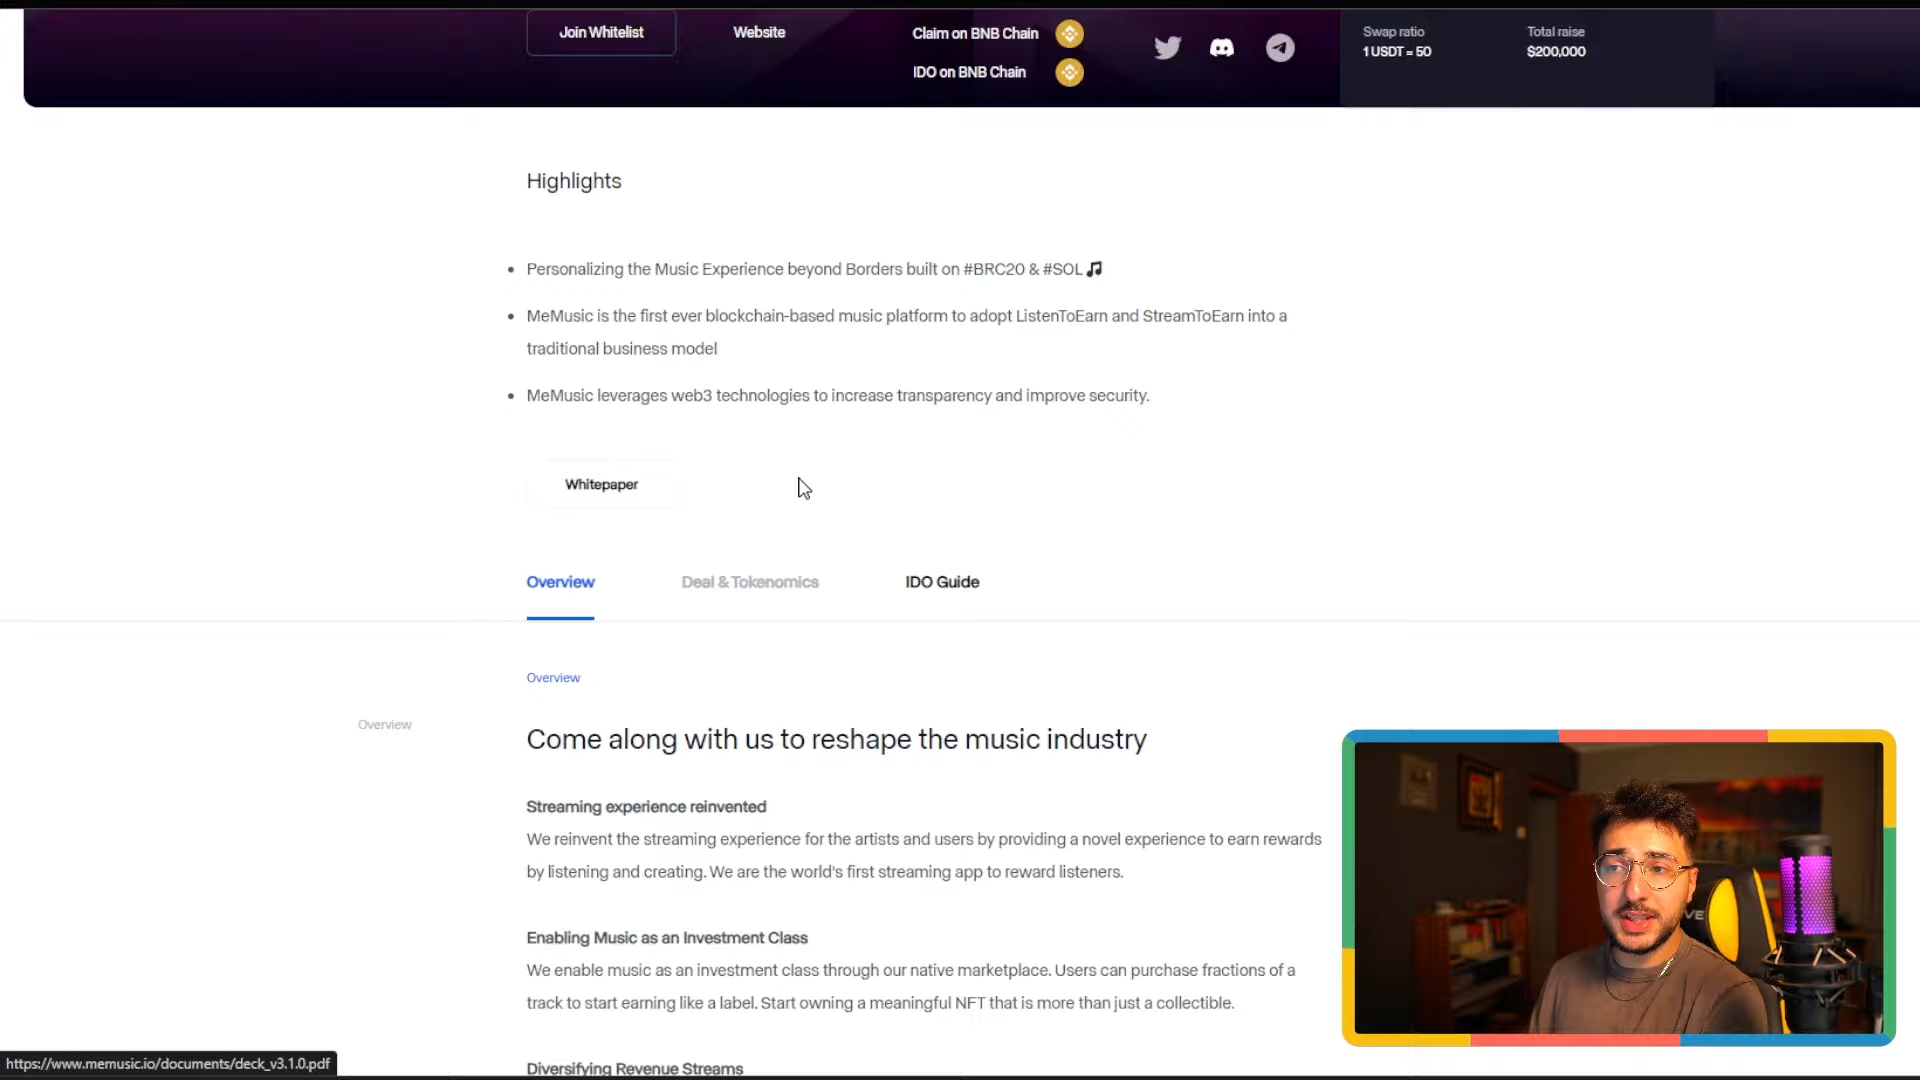 Join Whitelist
Website
Claim on BNB Chain
IDO on BNB Chain
Swap ratio
1 USDT = 50
Total raise
$200,000
Highlights
Personalizing the Music Experience beyond Borders built on #BRC20 & #SOL 🎵
MeMusic is the first ever blockchain-based music platform to adopt ListenToEarn and StreamToEarn into a
traditional business model
MeMusic leverages web3 technologies to increase transparency and improve security.
Whitepaper
Overview
Deal & Tokenomics
IDO Guide
Overview
Overview
Come along with us to reshape the music industry
Streaming experience reinvented
We reinvent the streaming experience for the artists and users by providing a novel experience to earn rewards
by listening and creating. We are the world's first streaming app to reward listeners.
Enabling Music as an Investment Class
We enable music as an investment class through our native marketplace. Users can purchase fractions of a
track to start earning like a label. Start owning a meaningful NFT that is more than just a collectible.
Diversifying Revenue Streams
https://www.memusic.io/documents/deck_v3.1.0.pdf